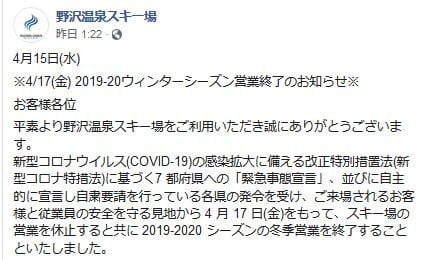 野沢温泉スキー場
昨日 1:22
4月15日(水)
※4/17(金) 2019-20ウィンターシーズン営業終了のお知らせ※
お客様各位
平素より野沢温泉スキー場をご利用いただき誠にありがとうございま
す。
新型コロナウイルス(COVID-19)の感染拡大に備える改正特別措置法(新
型コロナ特措法)に基づく7 都府県への「緊急事態宣言」、並びに自主
的に宣言し自粛要請を行っている各県の発令を受け、ご来場されるお客
様と従業員の安全を守る見地から 4 月 17 日(金)をもって、スキー場の
営業を休止すると共に 2019-2020 シーズンの冬季営業を終了すること
といたしました。